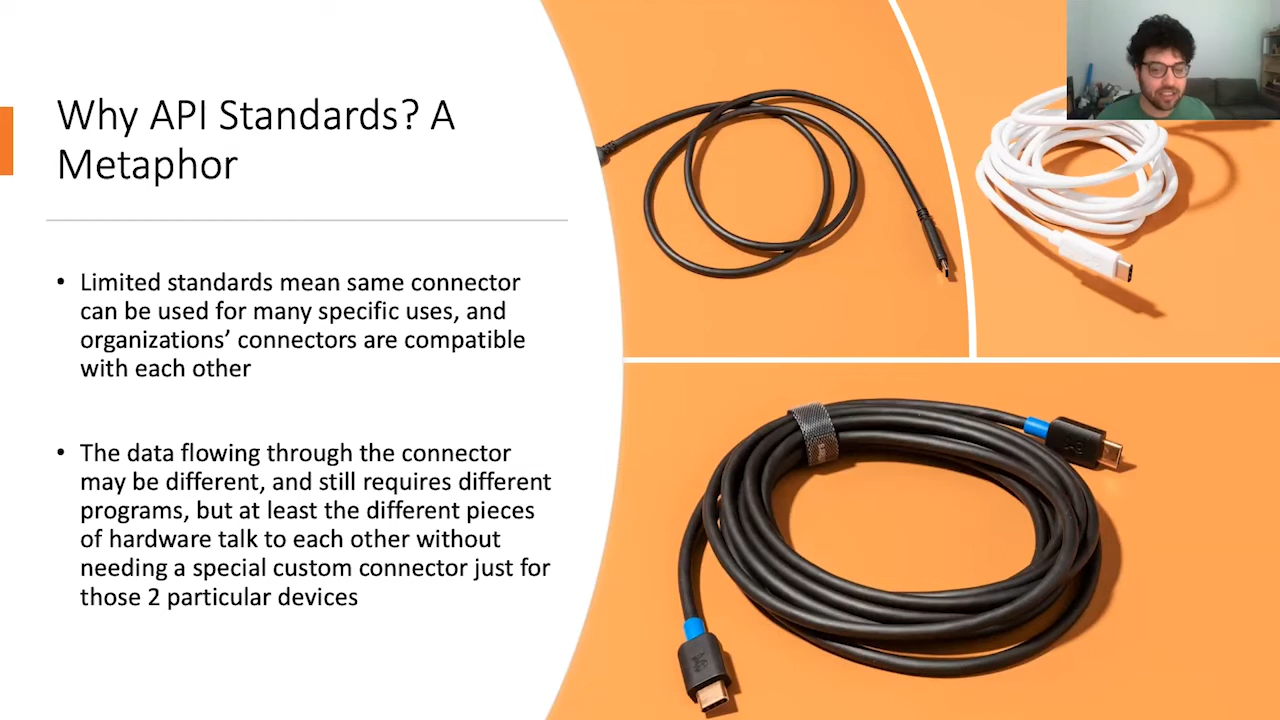 Why API Standards? A
Metaphor
• Limited standards mean same connector
can be used for many specific uses, and
organizations’ connectors are compatible
with each other
• The data flowing through the connector
may be different, and still requires different
programs, but at least the different pieces
of hardware talk to each other without
needing a special custom connector just for
those 2 particular devices